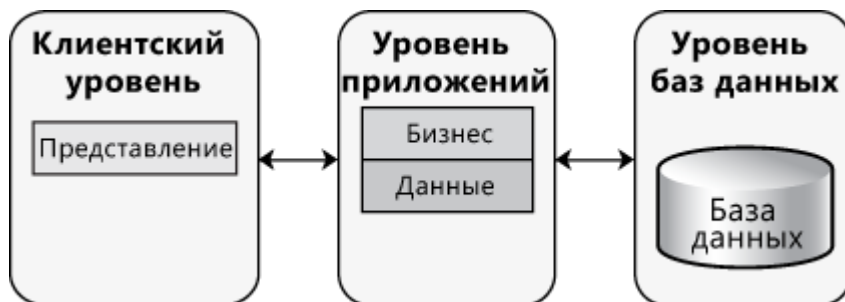 Клиентский
уровень
Представление
Уровень
приложений
Бизнес
Данные
Уровень
баз данных
База
данных